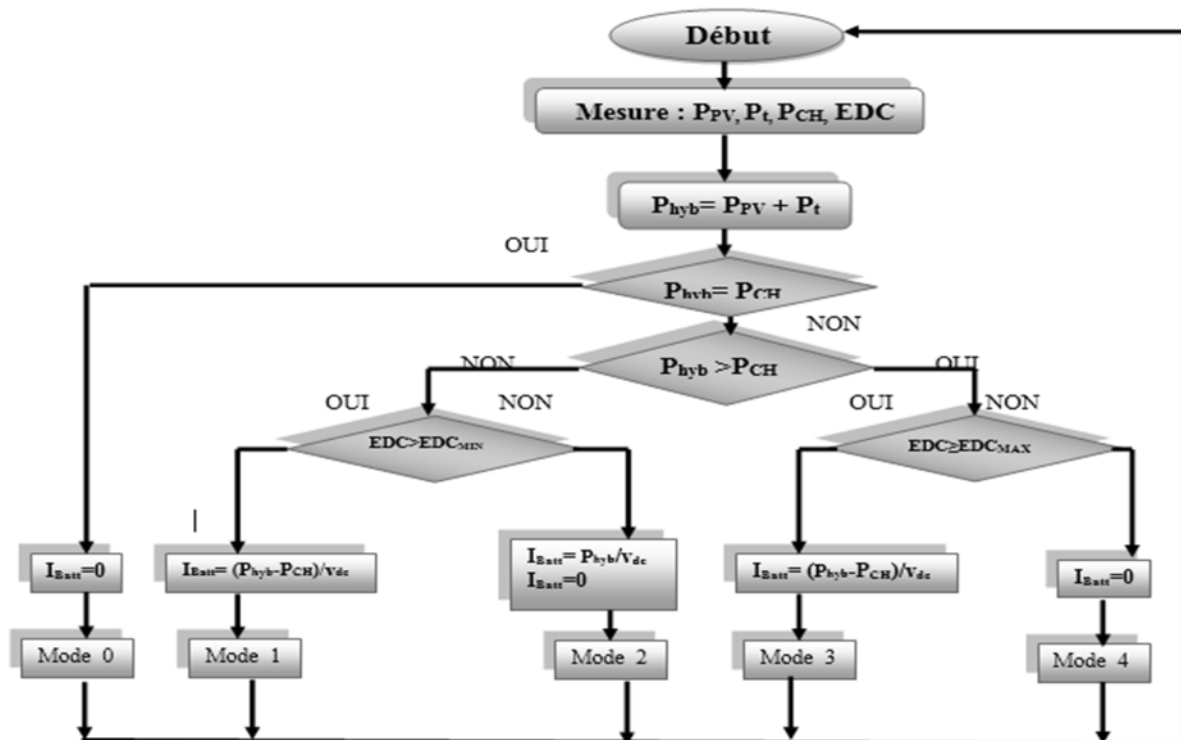 Début
Mesure : PPV, Pt, PCH, EDC
Phyb= PPV + Pt
OUI
Phyb= PCH
NON
Phyb >PCH
NON
OUI
OUI
NON
OUI
NON
EDC>EDCMIN
EDC≥EDCMAX
IBatt=0
IBatt= (Phyb-PCH)/vdc
IBatt= Phyb/vdc
IBatt=0
IBatt= (Phyb-PCH)/vdc
IBatt=0
Mode 0
Mode 1
Mode 2
Mode 3
Mode 4